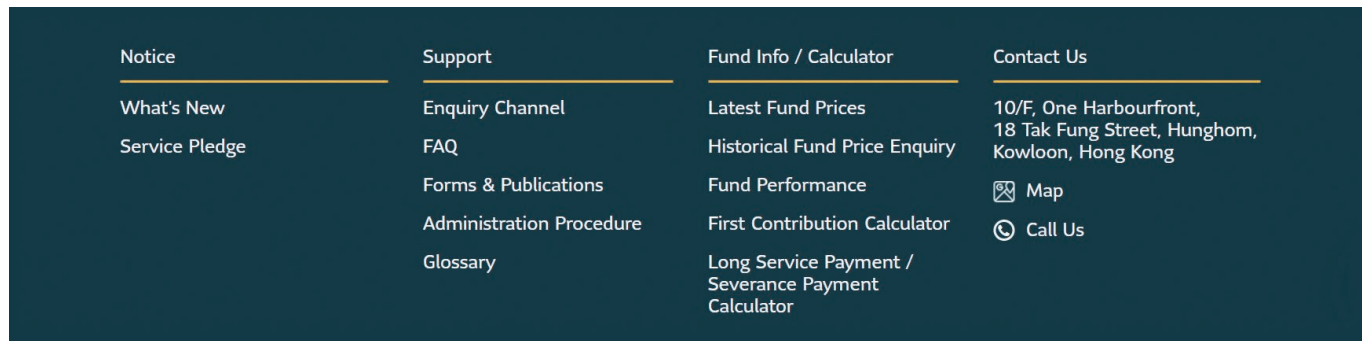 Notice
What's New
Service Pledge
Support
Enquiry Channel
FAQ
Forms & Publications
Administration Procedure
Glossary
Fund Info / Calculator
Latest Fund Prices
Historical Fund Price Enquiry
Fund Performance
First Contribution Calculator
Long Service Payment /
Severance Payment
Calculator
Contact Us
10/F, One Harbourfront,
18 Tak Fung Street, Hunghom,
Kowloon, Hong Kong
Map
Call Us